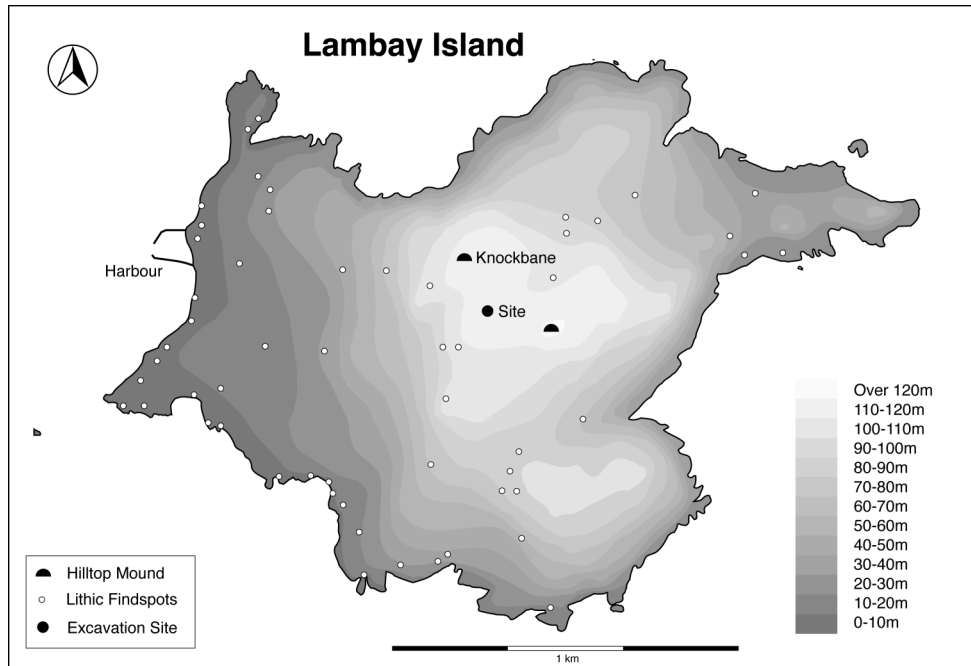 Lambay Island
Knockbane
Harbour
Site
Over 120m
110-120m
100-110m
90-100m
80-90m
70-80m
60-70m
50-60m
40-50m
30-40m
20-30m
10-20m
0-10m
Hilltop Mound
Lithic Findspots
Excavation Site
1 km